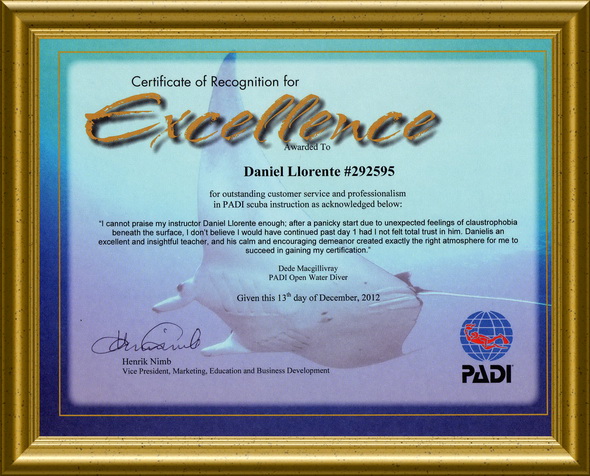 Certificate of Recognition for
Excellence
Awarded To
Daniel Llorente #292595
for outstanding customer service and professionalism
in PADI scuba instruction as acknowledged below:
"I cannot praise my instructor Daniel Llorente enough; after a panicky start due to unexpected feelings of claustrophobia
beneath the surface, I don't believe I would have continued past day 1 had I not felt total trust in him. Danielis an
excellent and insightful teacher, and his calm and encouraging demeanor created exactly the right atmosphere for me to
succeed in gaining my certification."
Dede Macgillivray
PADI Open Water Diver
Given this 13th day of December, 2012
Henrik Nimb
Henrik Nimb
Vice President, Marketing, Education and Business Development
PADI